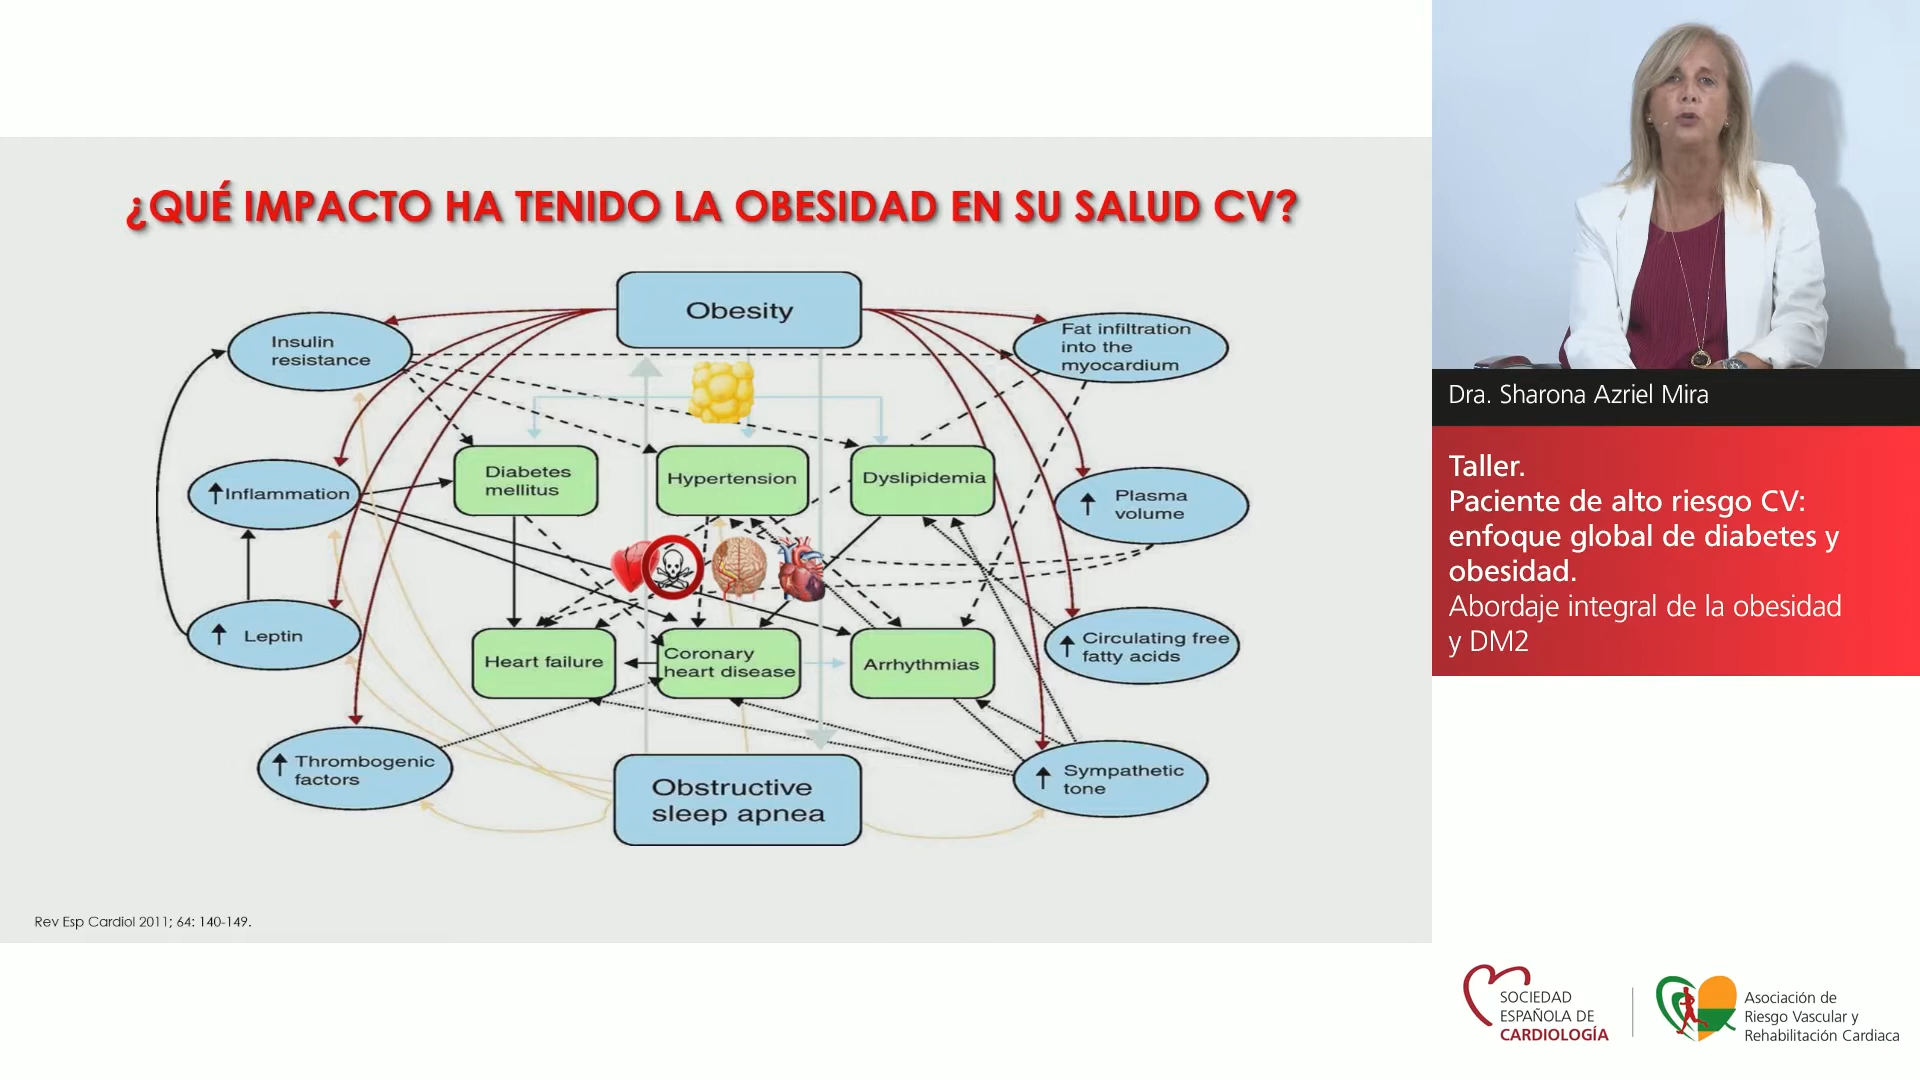 ¿QUÉ IMPACTO HA TENIDO LA OBESIDAD EN SU SALUD CV?
Obesity
Insulin
resistance
Fat infiltration
into the
myocardium
Diabetes
mellitus
Hypertension
Dyslipidemia
↑Inflammation
↑ Plasma
volume
↑ Leptin
Heart failure
Coronary
heart disease
Arrhythmias
↑ Circulating free
fatty acids
↑ Thrombogenic
factors
Obstructive
sleep apnea
↑ Sympathetic
tone
Rev Esp Cardiol 2011; 64: 140-149.
Dra. Sharona Azriel Mira
Taller.
Paciente de alto riesgo CV:
enfoque global de diabetes y
obesidad.
Abordaje integral de la obesidad
y DM2
SOCIEDAD
ESPAÑOLA DE
CARDIOLOGÍA
Asociación de
Riesgo Vascular y
Rehabilitación Cardiaca